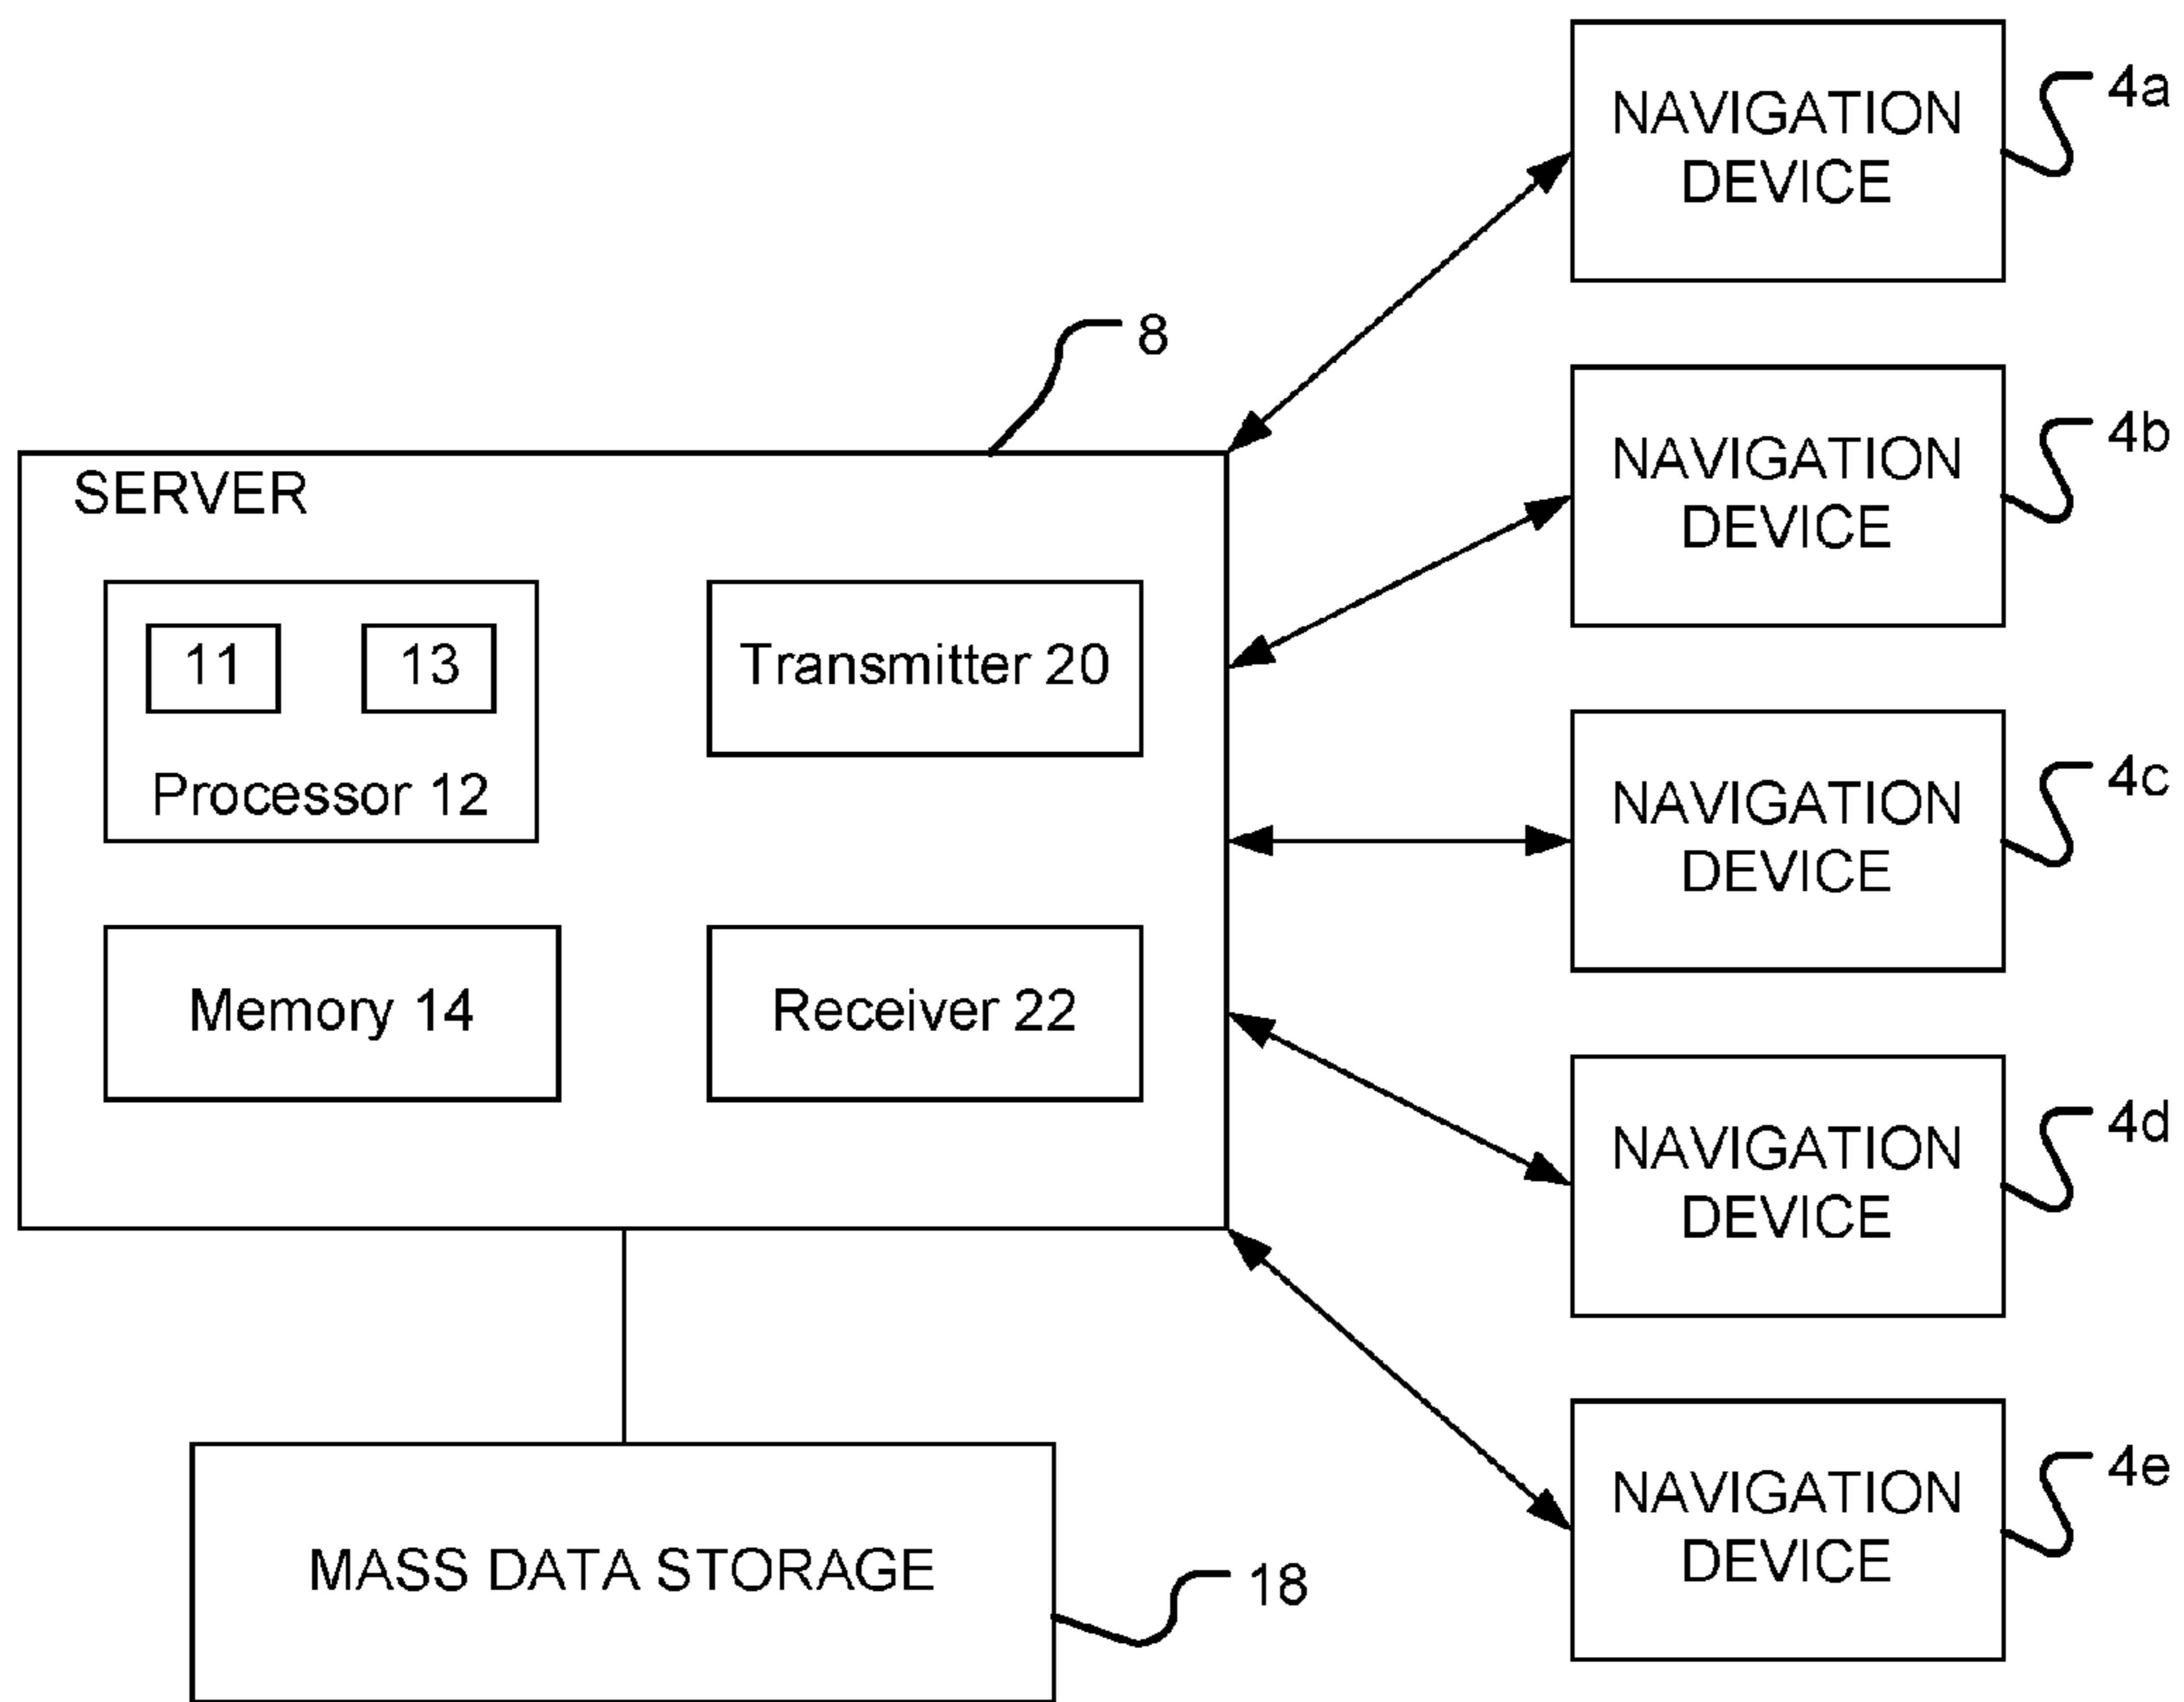 NAVIGATION
DEVICE
4a
8
NAVIGATION
DEVICE
4b
SERVER
11
13
Processor 12
Transmitter 20
NAVIGATION
DEVICE
4c
Memory 14
Receiver 22
NAVIGATION
DEVICE
4d
NAVIGATION
DEVICE
4e
MASS DATA STORAGE
18